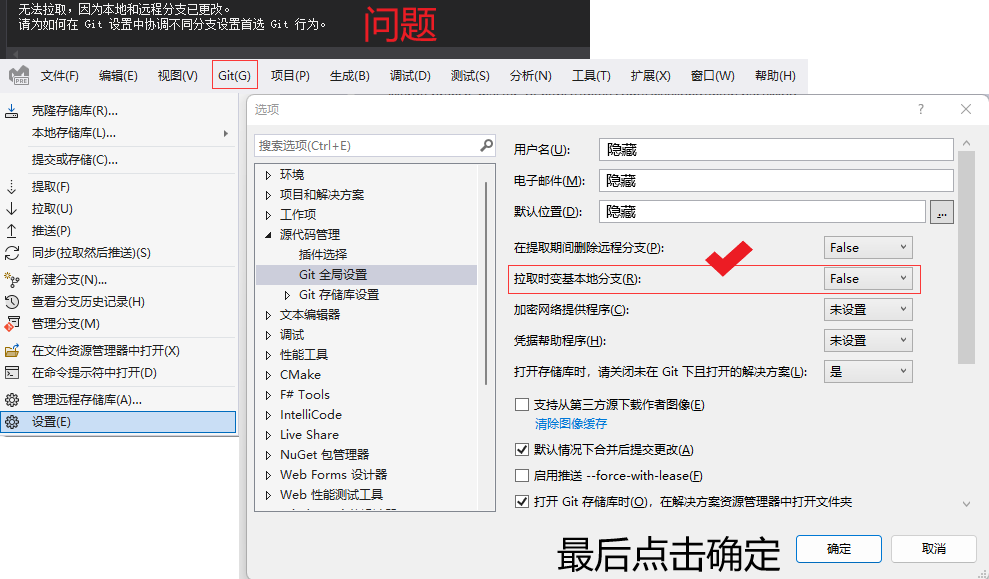 无法拉取，因为本地和远程分支已更改。
请为如何在 Git 设置中协调不同分支设置首选 Git 行为。
问题
PRE
文件(F) 编辑(E) 视图(V) Git(G) 项目(P) 生成(B) 调试(D) 测试(S) 分析(N) 工具(T) 扩展(X) 窗口(W) 帮助(H)
克隆存储库(R)...
本地存储库(L)...
提交或存储(C)...
提取(F)
拉取(U)
推送(P)
同步(拉取然后推送)(S)
新建分支(N)...
查看分支历史记录(H)
管理分支(M)
在文件资源管理器中打开(X)
在命令提示符中打开(D)
管理远程存储库(A)...
设置(E)
选项
搜索选项(Ctrl+E)
环境
项目和解决方案
工作项
源代码管理
插件选择
Git 全局设置
Git 存储库设置
文本编辑器
调试
性能工具
CMake
F# Tools
IntelliCode
Live Share
NuGet 包管理器
Web Forms 设计器
Web 性能测试工具
用户名(U): 隐藏
电子邮件(M): 隐藏
默认位置(D): 隐藏 ...
在提取期间删除远程分支(P): False
拉取时变基本地分支(R): False
加密网络提供程序(C): 未设置
凭据帮助程序(H): 未设置
打开存储库时，请关闭未在 Git 下且打开的解决方案(L): 是
支持从第三方源下载作者图像(E)
清除图像缓存
默认情况下合并后提交更改(A)
启用推送 --force-with-lease(F)
打开 Git 存储库时(O)，在解决方案资源管理器中打开文件夹
最后点击确定
确定 取消